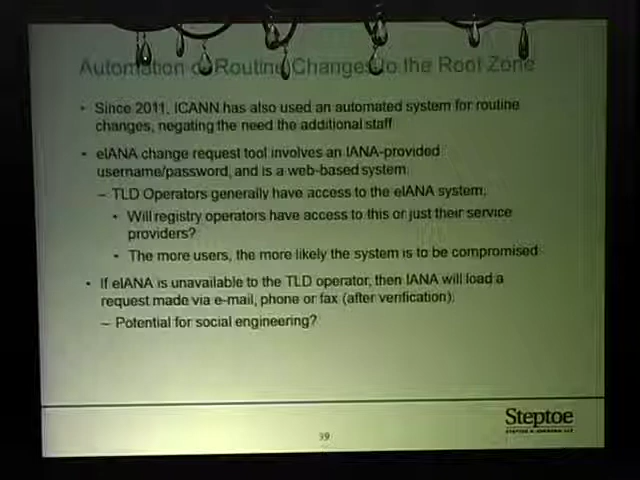 Automation of Routine Changes to the Root Zone
• Since 2011, ICANN has also used an automated system for routine
changes, negating the need the additional staff
• eIANA change request tool involves an IANA-provided
username/password, and is a web-based system.
– TLD Operators generally have access to the eIANA system;
• Will registry operators have access to this or just their service
providers?
• The more users, the more likely the system is to be compromised
• If eIANA is unavailable to the TLD operator, then IANA will load a
request made via e-mail, phone or fax (after verification).
– Potential for social engineering?
Steptoe
STEPTOE & JOHNSON LLP
39